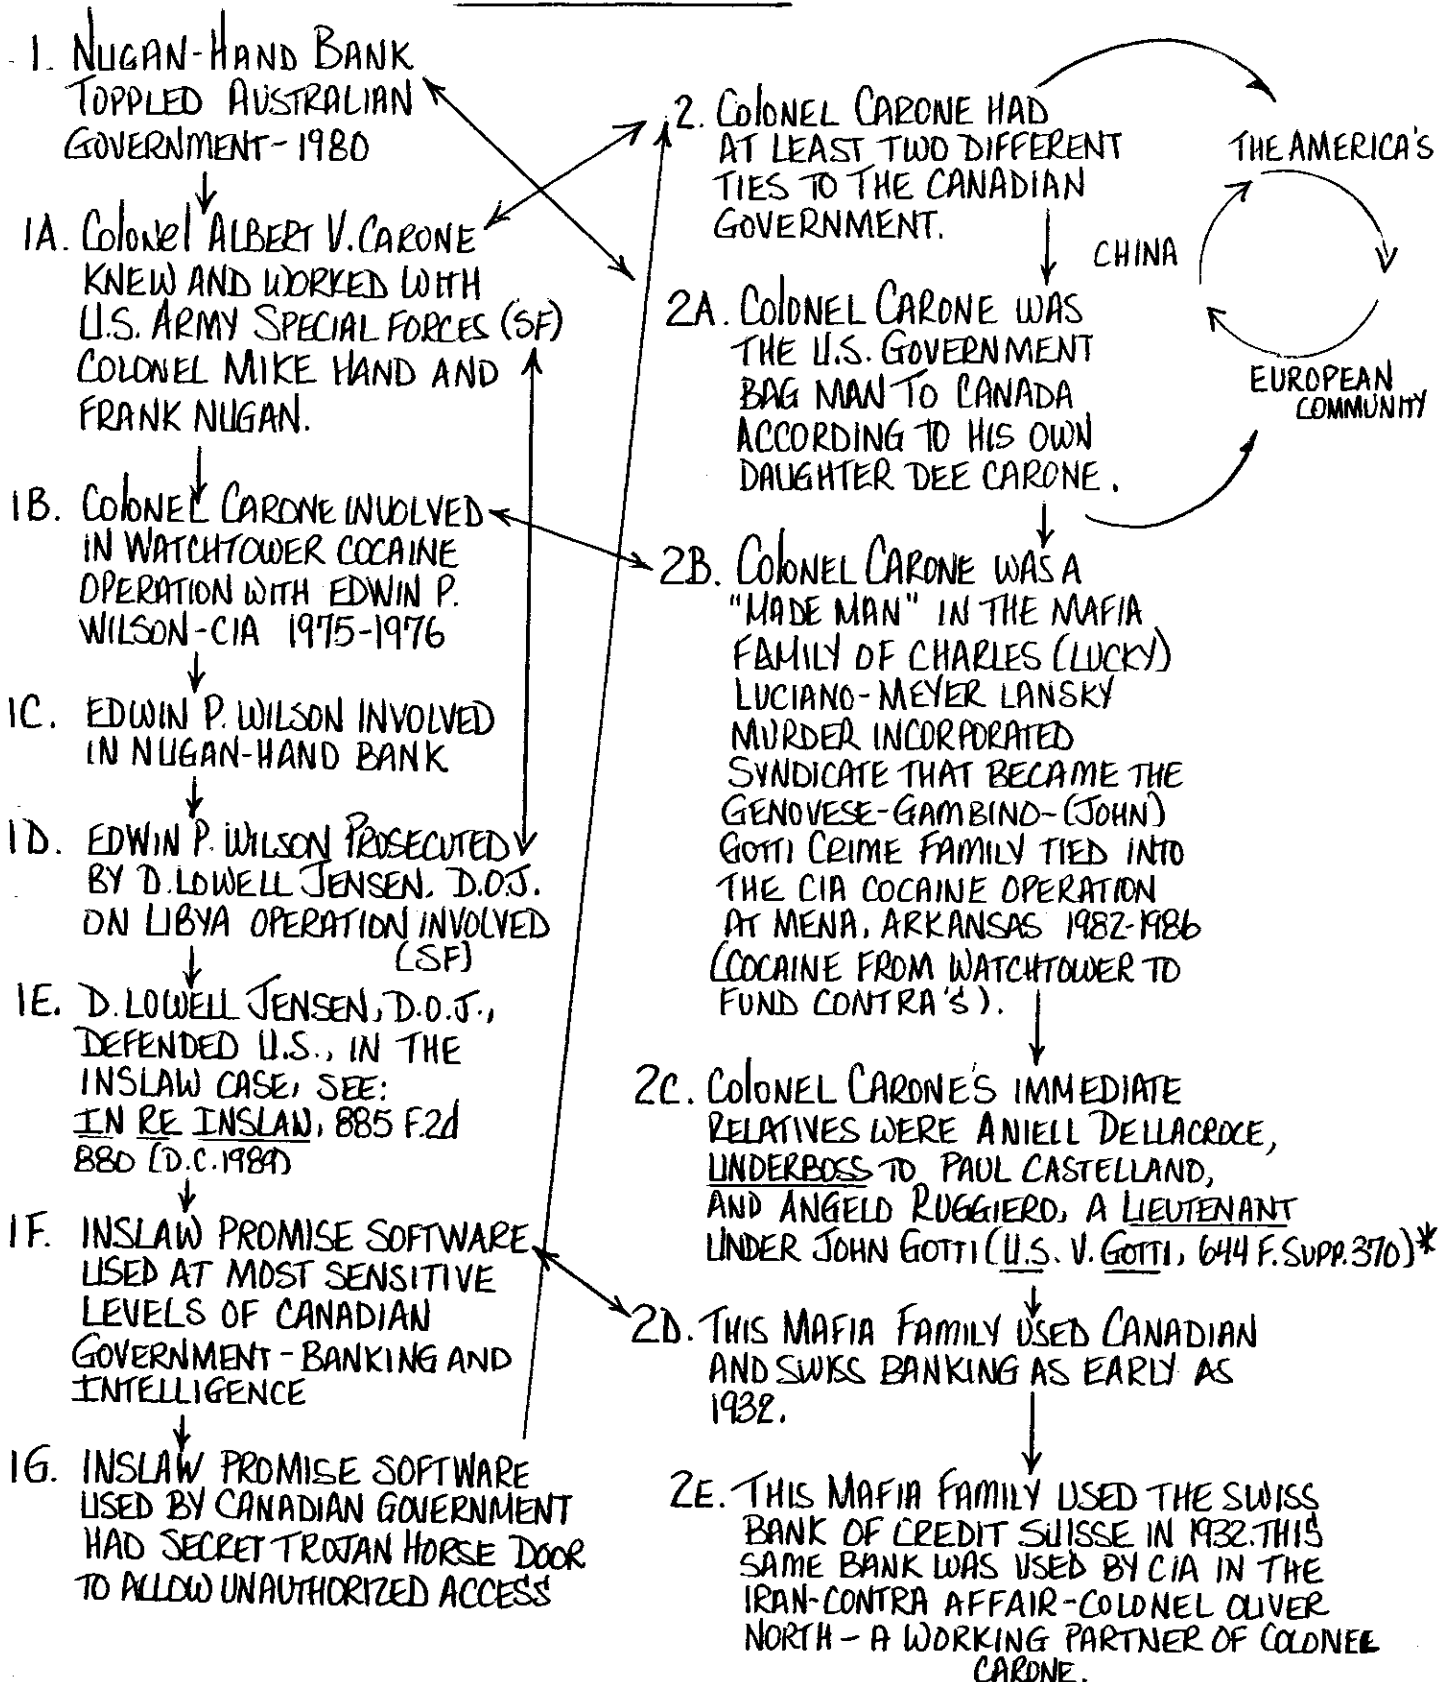 1. NUGAN-HAND BANK
TOPPLED AUSTRALIAN
GOVERNMENT-1980
1A. Colonel ALBERT V. CARONE
KNEW AND WORKED WITH
U.S. ARMY SPECIAL FORCES (SF)
COLONEL MIKE HAND AND
FRANK NUGAN.
1B. COLONEL CARONE INVOLVED
IN WATCHTOWER COCAINE
OPERATION WITH EDWIN P.
WILSON-CIA 1975-1976
1C. EDWIN P. WILSON INVOLVED
IN NUGAN-HAND BANK
1D. EDWIN P. WILSON PROSECUTED
BY D. LOWELL JENSEN. D.O.J.
ON LIBYA OPERATION INVOLVED
(SF)
1E. D. LOWELL JENSEN, D.O.J.,
DEFENDED U.S., IN THE
INSLAW CASE, SEE:
IN RE INSLAW, 885 F.2d
880 (D.C. 1989)
1F. INSLAW PROMISE SOFTWARE
USED AT MOST SENSITIVE
LEVELS OF CANADIAN
GOVERNMENT-BANKING AND
INTELLIGENCE
1G. INSLAW PROMISE SOFTWARE
USED BY CANADIAN GOVERNMENT
HAD SECRET TROJAN HORSE DOOR
TO ALLOW UNAUTHORIZED ACCESS
2. COLONEL CARONE HAD
AT LEAST TWO DIFFERENT
TIES TO THE CANADIAN
GOVERNMENT.
2A. COLONEL CARONE WAS
THE U.S. GOVERNMENT
BAG MAN TO CANADA
ACCORDING TO HIS OWN
DAUGHTER DEE CARONE.
2B. COLONEL CARONE WAS A
"MADE MAN" IN THE MAFIA
FAMILY OF CHARLES (LUCKY)
LUCIANO-MEYER LANSKY
MURDER INCORPORATED
SYNDICATE THAT BECAME THE
GENOVESE-GAMBINO-(JOHN)
GOTTI CRIME FAMILY TIED INTO
THE CIA COCAINE OPERATION
AT MENA, ARKANSAS 1982-1986
(COCAINE FROM WATCHTOWER TO
FUND CONTRA'S).
2C. COLONEL CARONE'S IMMEDIATE
RELATIVES WERE ANIELL DELLACROCE,
UNDERBOSS TO PAUL CASTELLANO,
AND ANGELO RUGGIERO, A LIEUTENANT
UNDER JOHN GOTTI (U.S. V. GOTTI, 644 F. SUPP. 370)*
2D. THIS MAFIA FAMILY USED CANADIAN
AND SWISS BANKING AS EARLY AS
1932.
2E. THIS MAFIA FAMILY USED THE SWISS
BANK OF CREDIT SUISSE IN 1932. THIS
SAME BANK WAS USED BY CIA IN THE
IRAN-CONTRA AFFAIR-COLONEL OLIVER
NORTH - A WORKING PARTNER OF COLONEL
CARONE.
THE AMERICA'S
CHINA
EUROPEAN
COMMUNITY